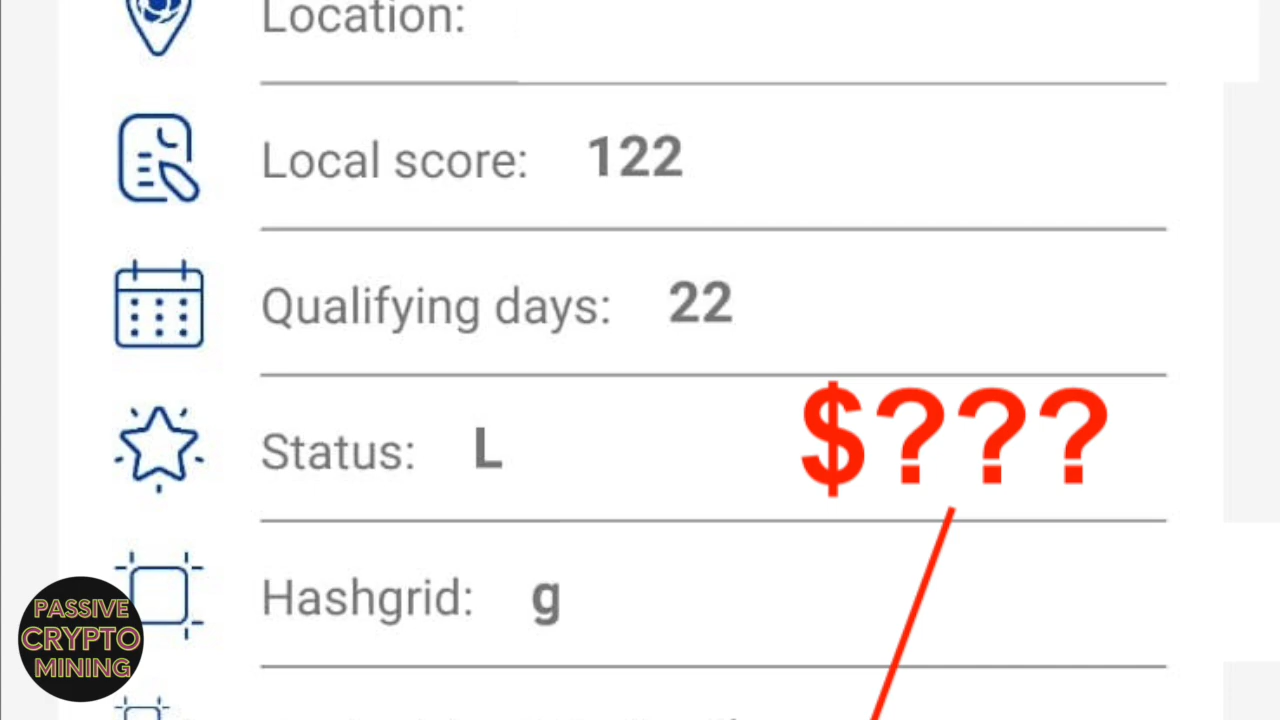 Location:
Local score: 122
Qualifying days: 22
$???
Status: L
Hashgrid: g
PASSIVE
CRYPTO
MINING